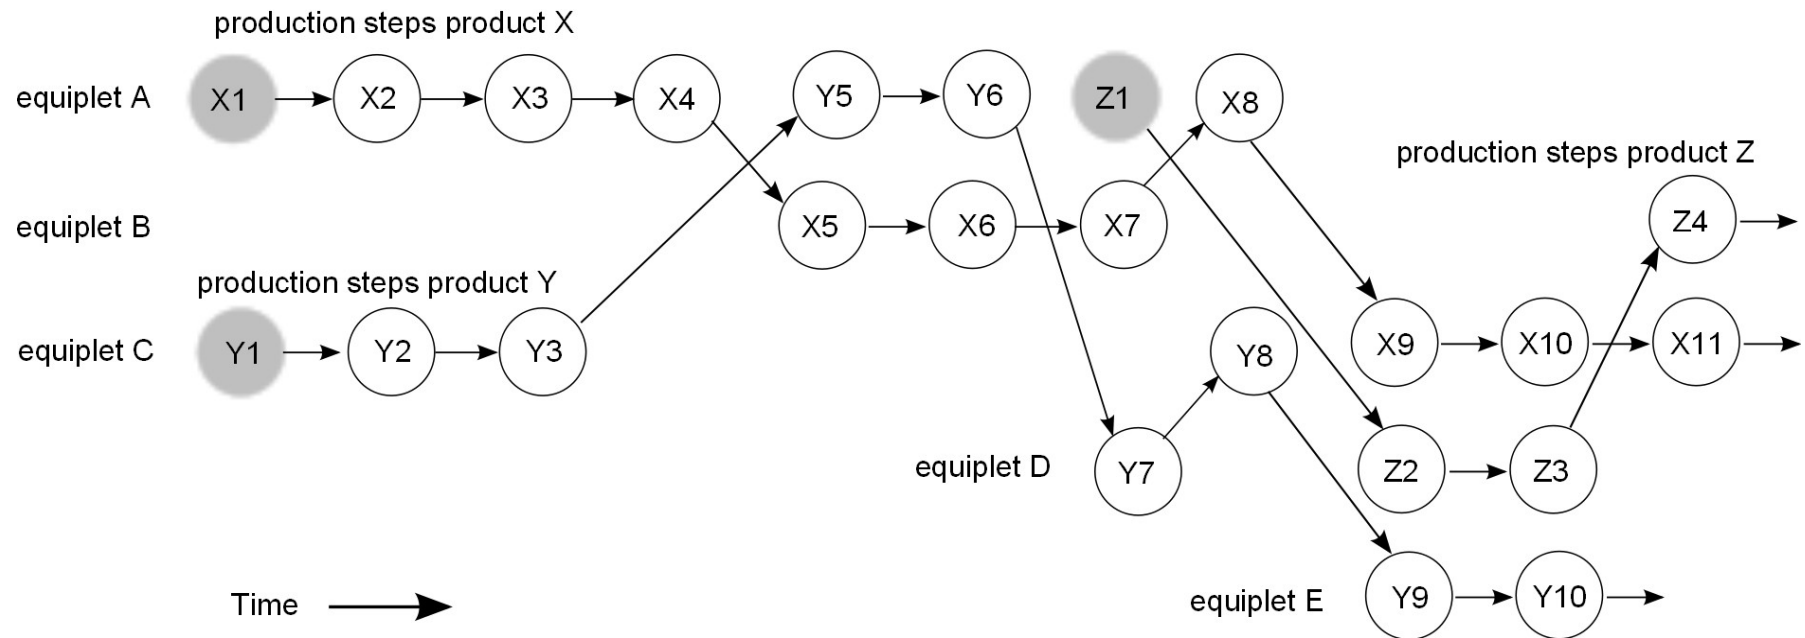 production steps product X
equiplet A X1 X2 X3 X4 Y5 Y6 Z1 X8
production steps product Z
equiplet B X5 X6 X7 Z4
production steps product Y
equiplet C Y1 Y2 Y3 Y8 X9 X10 X11
equiplet D Y7 Z2 Z3
Time equiplet E Y9 Y10